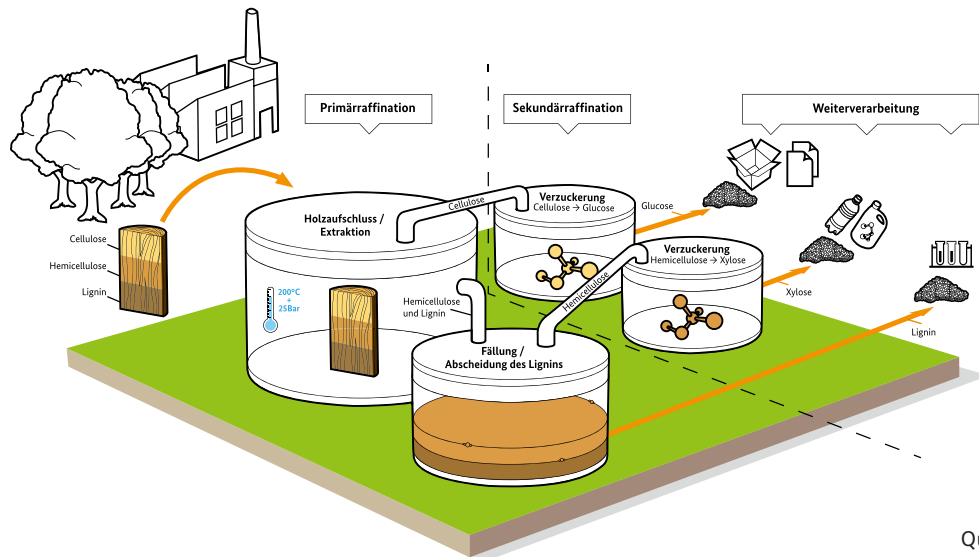 Primärraffination
Sekundärraffination
Weiterverarbeitung
Cellulose
Hemicellulose
Lignin
Holzaufschluss /
Extraktion
200°C
+
25Bar
Cellulose
Verzuckerung
Cellulose → Glucose
Glucose
Hemicellulose
und Lignin
Hemicellulose
Verzuckerung
Hemicellulose → Xylose
Xylose
Fällung /
Abscheidung des Lignins
Lignin